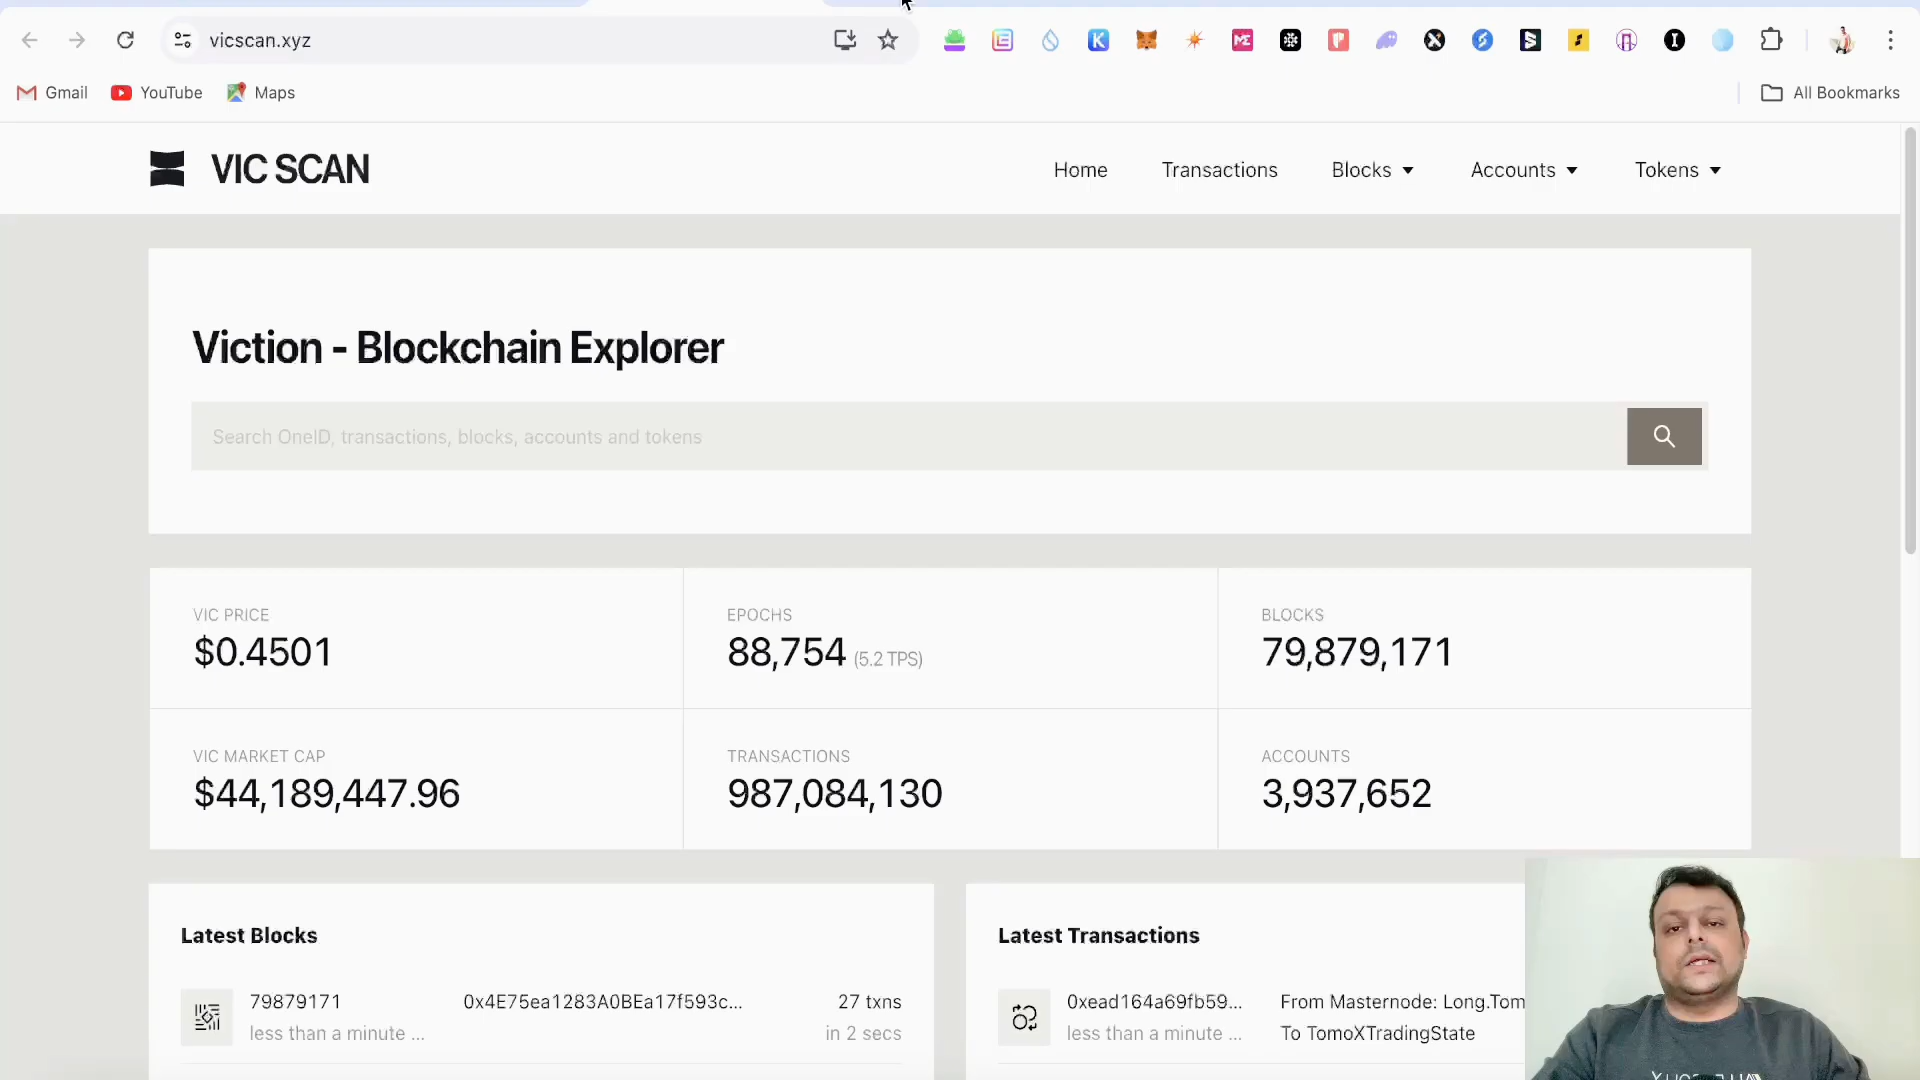 vicscan.xyz
Gmail
YouTube
Maps
All Bookmarks
VIC SCAN
Home
Transactions
Blocks
Accounts
Tokens
Viction - Blockchain Explorer
Search OneID, transactions, blocks, accounts and tokens
VIC PRICE
$0.4501
EPOCHS
88,754 (5.2 TPS)
BLOCKS
79,879,171
VIC MARKET CAP
$44,189,447.96
TRANSACTIONS
987,084,130
ACCOUNTS
3,937,652
Latest Blocks
79879171
0x4E75ea1283A0BEa17f593c...
27 txns
less than a minute ...
in 2 secs
Latest Transactions
0xead164a69fb59...
From Masternode: Long.Tom
less than a minute ...
To TomoXTradingState